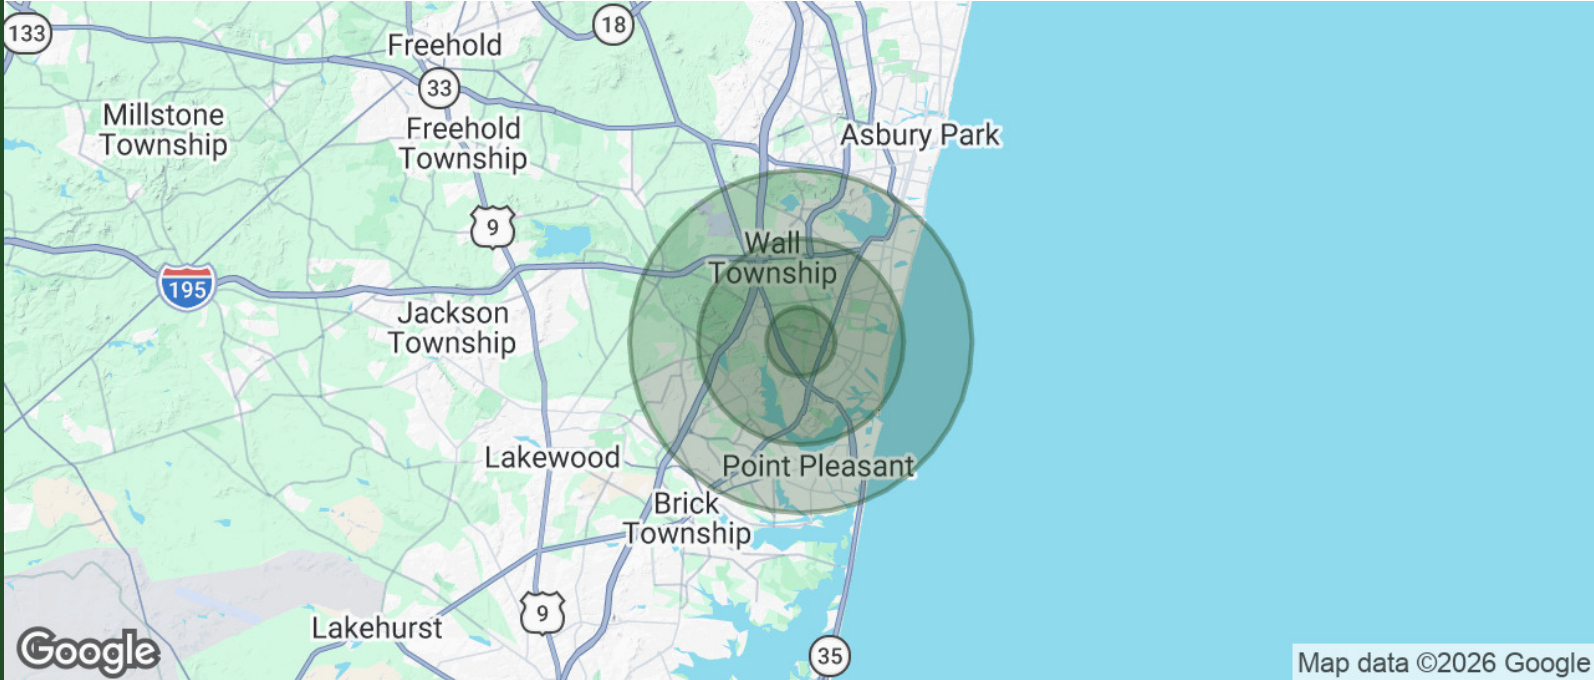 133
18
Freehold
33
Millstone
Township
Freehold
Township
Asbury Park
9
Wall
Township
195
Jackson
Township
Lakewood
Point Pleasant
Brick
Township
9
Lakehurst
35
Google
Map data ©2026 Google